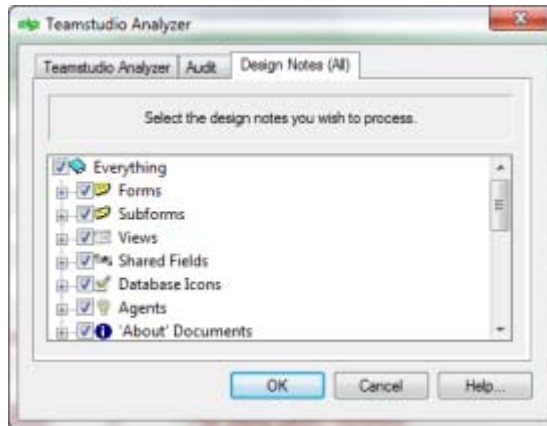 Teamstudio Analyzer
Teamstudio Analyzer Audit Design Notes (All)
Select the design notes you wish to process.
Everything
Forms
Subforms
Views
Shared Fields
Database Icons
Agents
'About' Documents
OK Cancel Help...